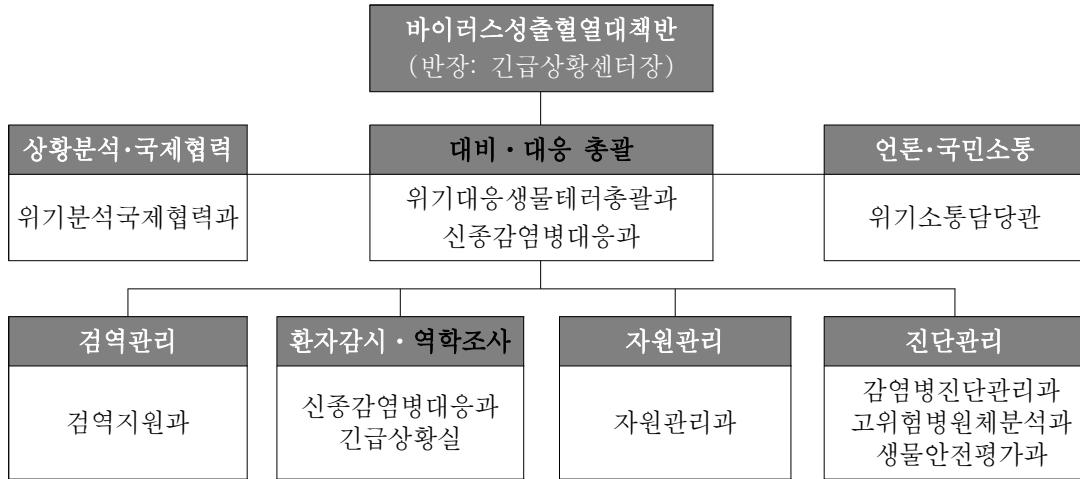 바이러스성출혈열대책반
(반장: 긴급상황센터장)
상황분석·국제협력
위기분석국제협력과
대비·대응 총괄
위기대응생물테러총괄과
신종감염병대응과
언론·국민소통
위기소통담당관
검역관리
검역지원과
환자감시·역학조사
신종감염병대응과
긴급상황실
자원관리
자원관리과
진단관리
감염병진단관리과
고위험병원체분석과
생물안전평가과